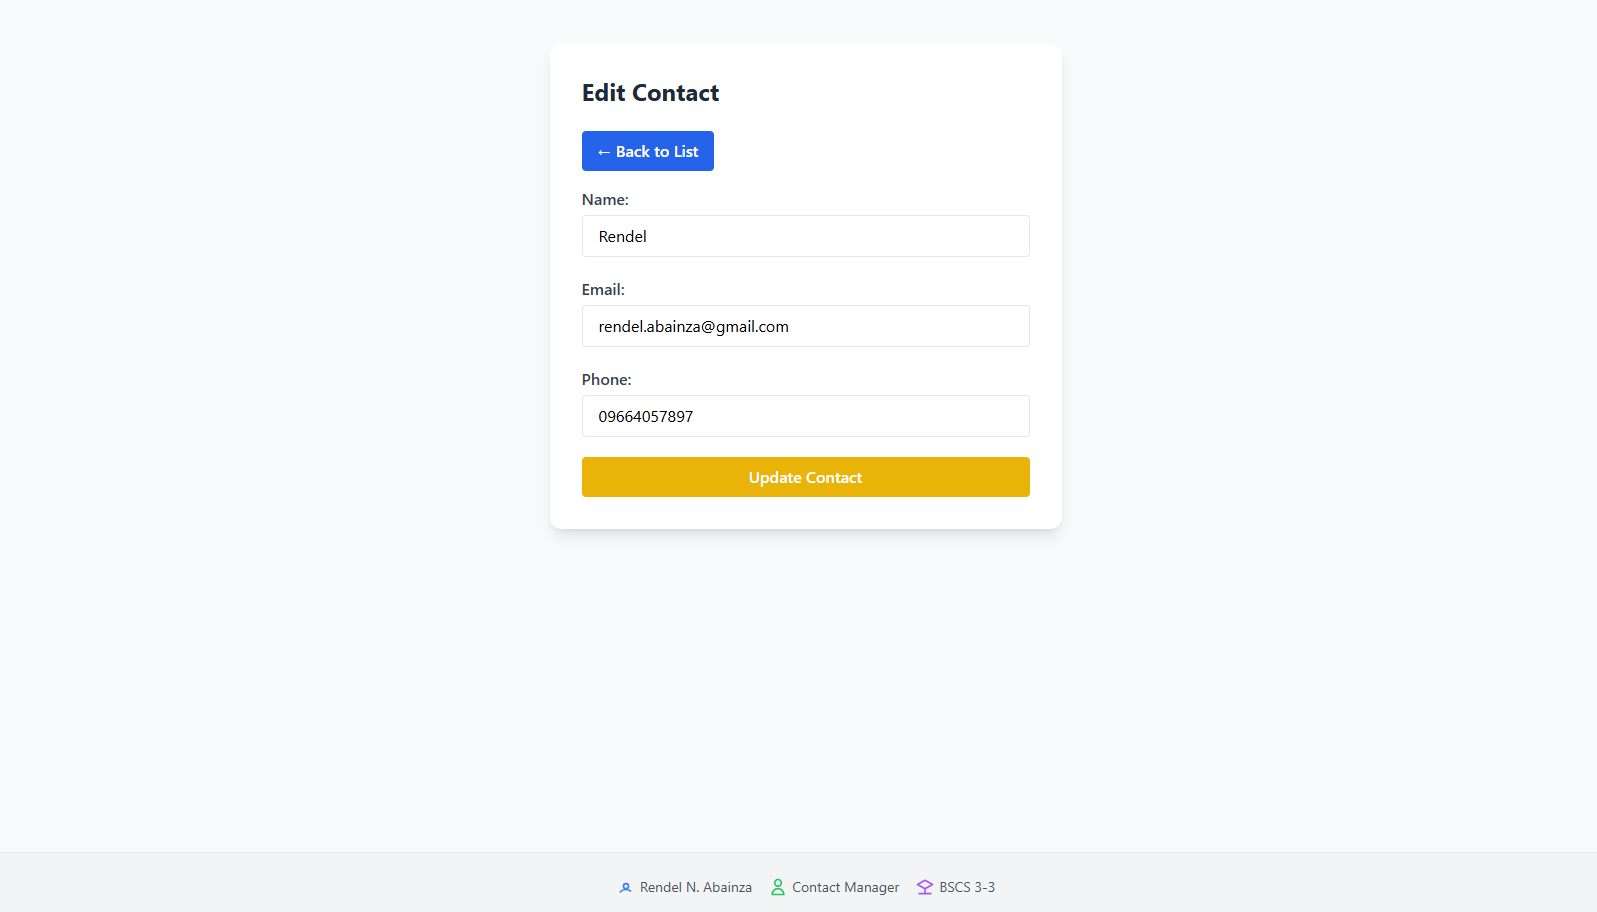 Edit Contact
← Back to List
Name:
Rendel
Email:
rendel.abainza@gmail.com
Phone:
09664057897
Update Contact
Rendel N. Abainza Contact Manager BSCS 3-3